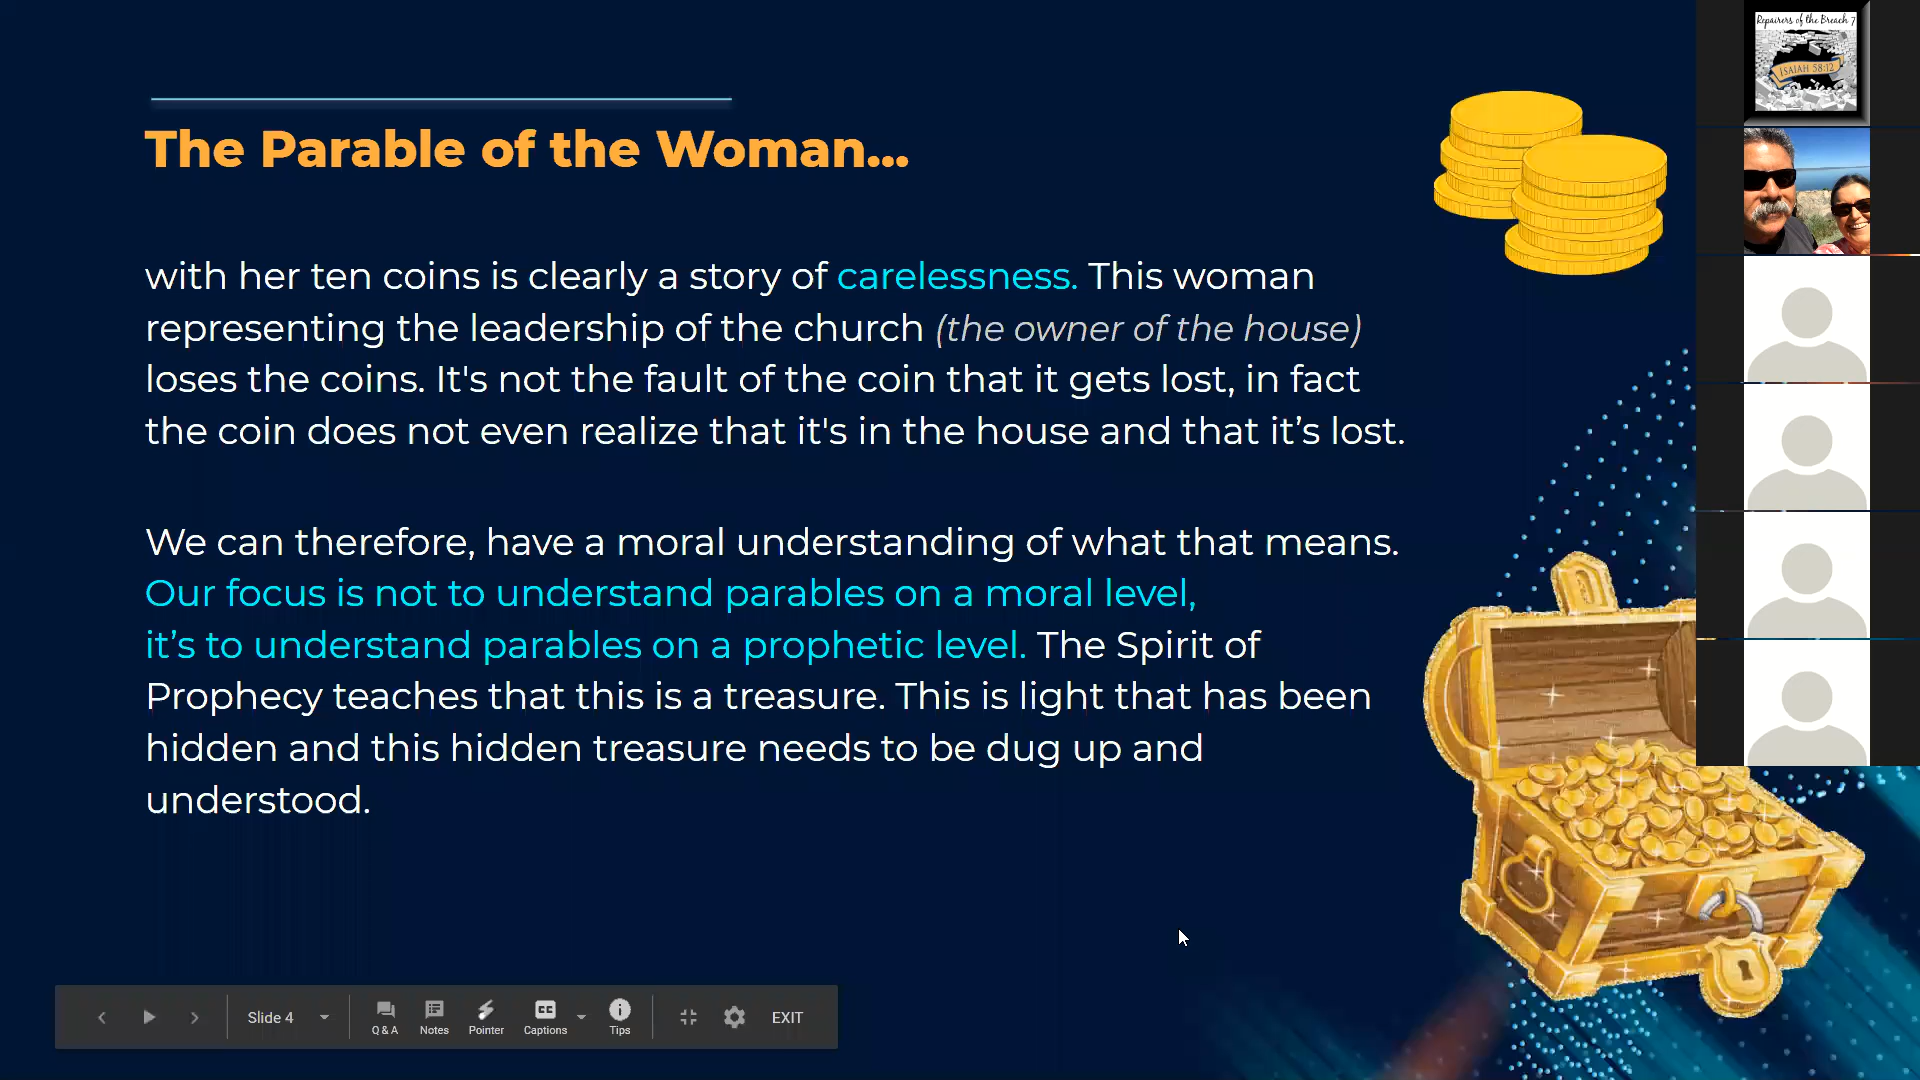 Repairers of the Breach 7
ISAIAH 58:12
The Parable of the Woman...
with her ten coins is clearly a story of carelessness. This woman
representing the leadership of the church (the owner of the house)
loses the coins. It's not the fault of the coin that it gets lost, in fact
the coin does not even realize that it's in the house and that it’s lost.
We can therefore, have a moral understanding of what that means.
Our focus is not to understand parables on a moral level,
it’s to understand parables on a prophetic level. The Spirit of
Prophecy teaches that this is a treasure. This is light that has been
hidden and this hidden treasure needs to be dug up and
understood.
Slide 4
Q & A
Notes
Pointer
CC
Captions
Tips
EXIT